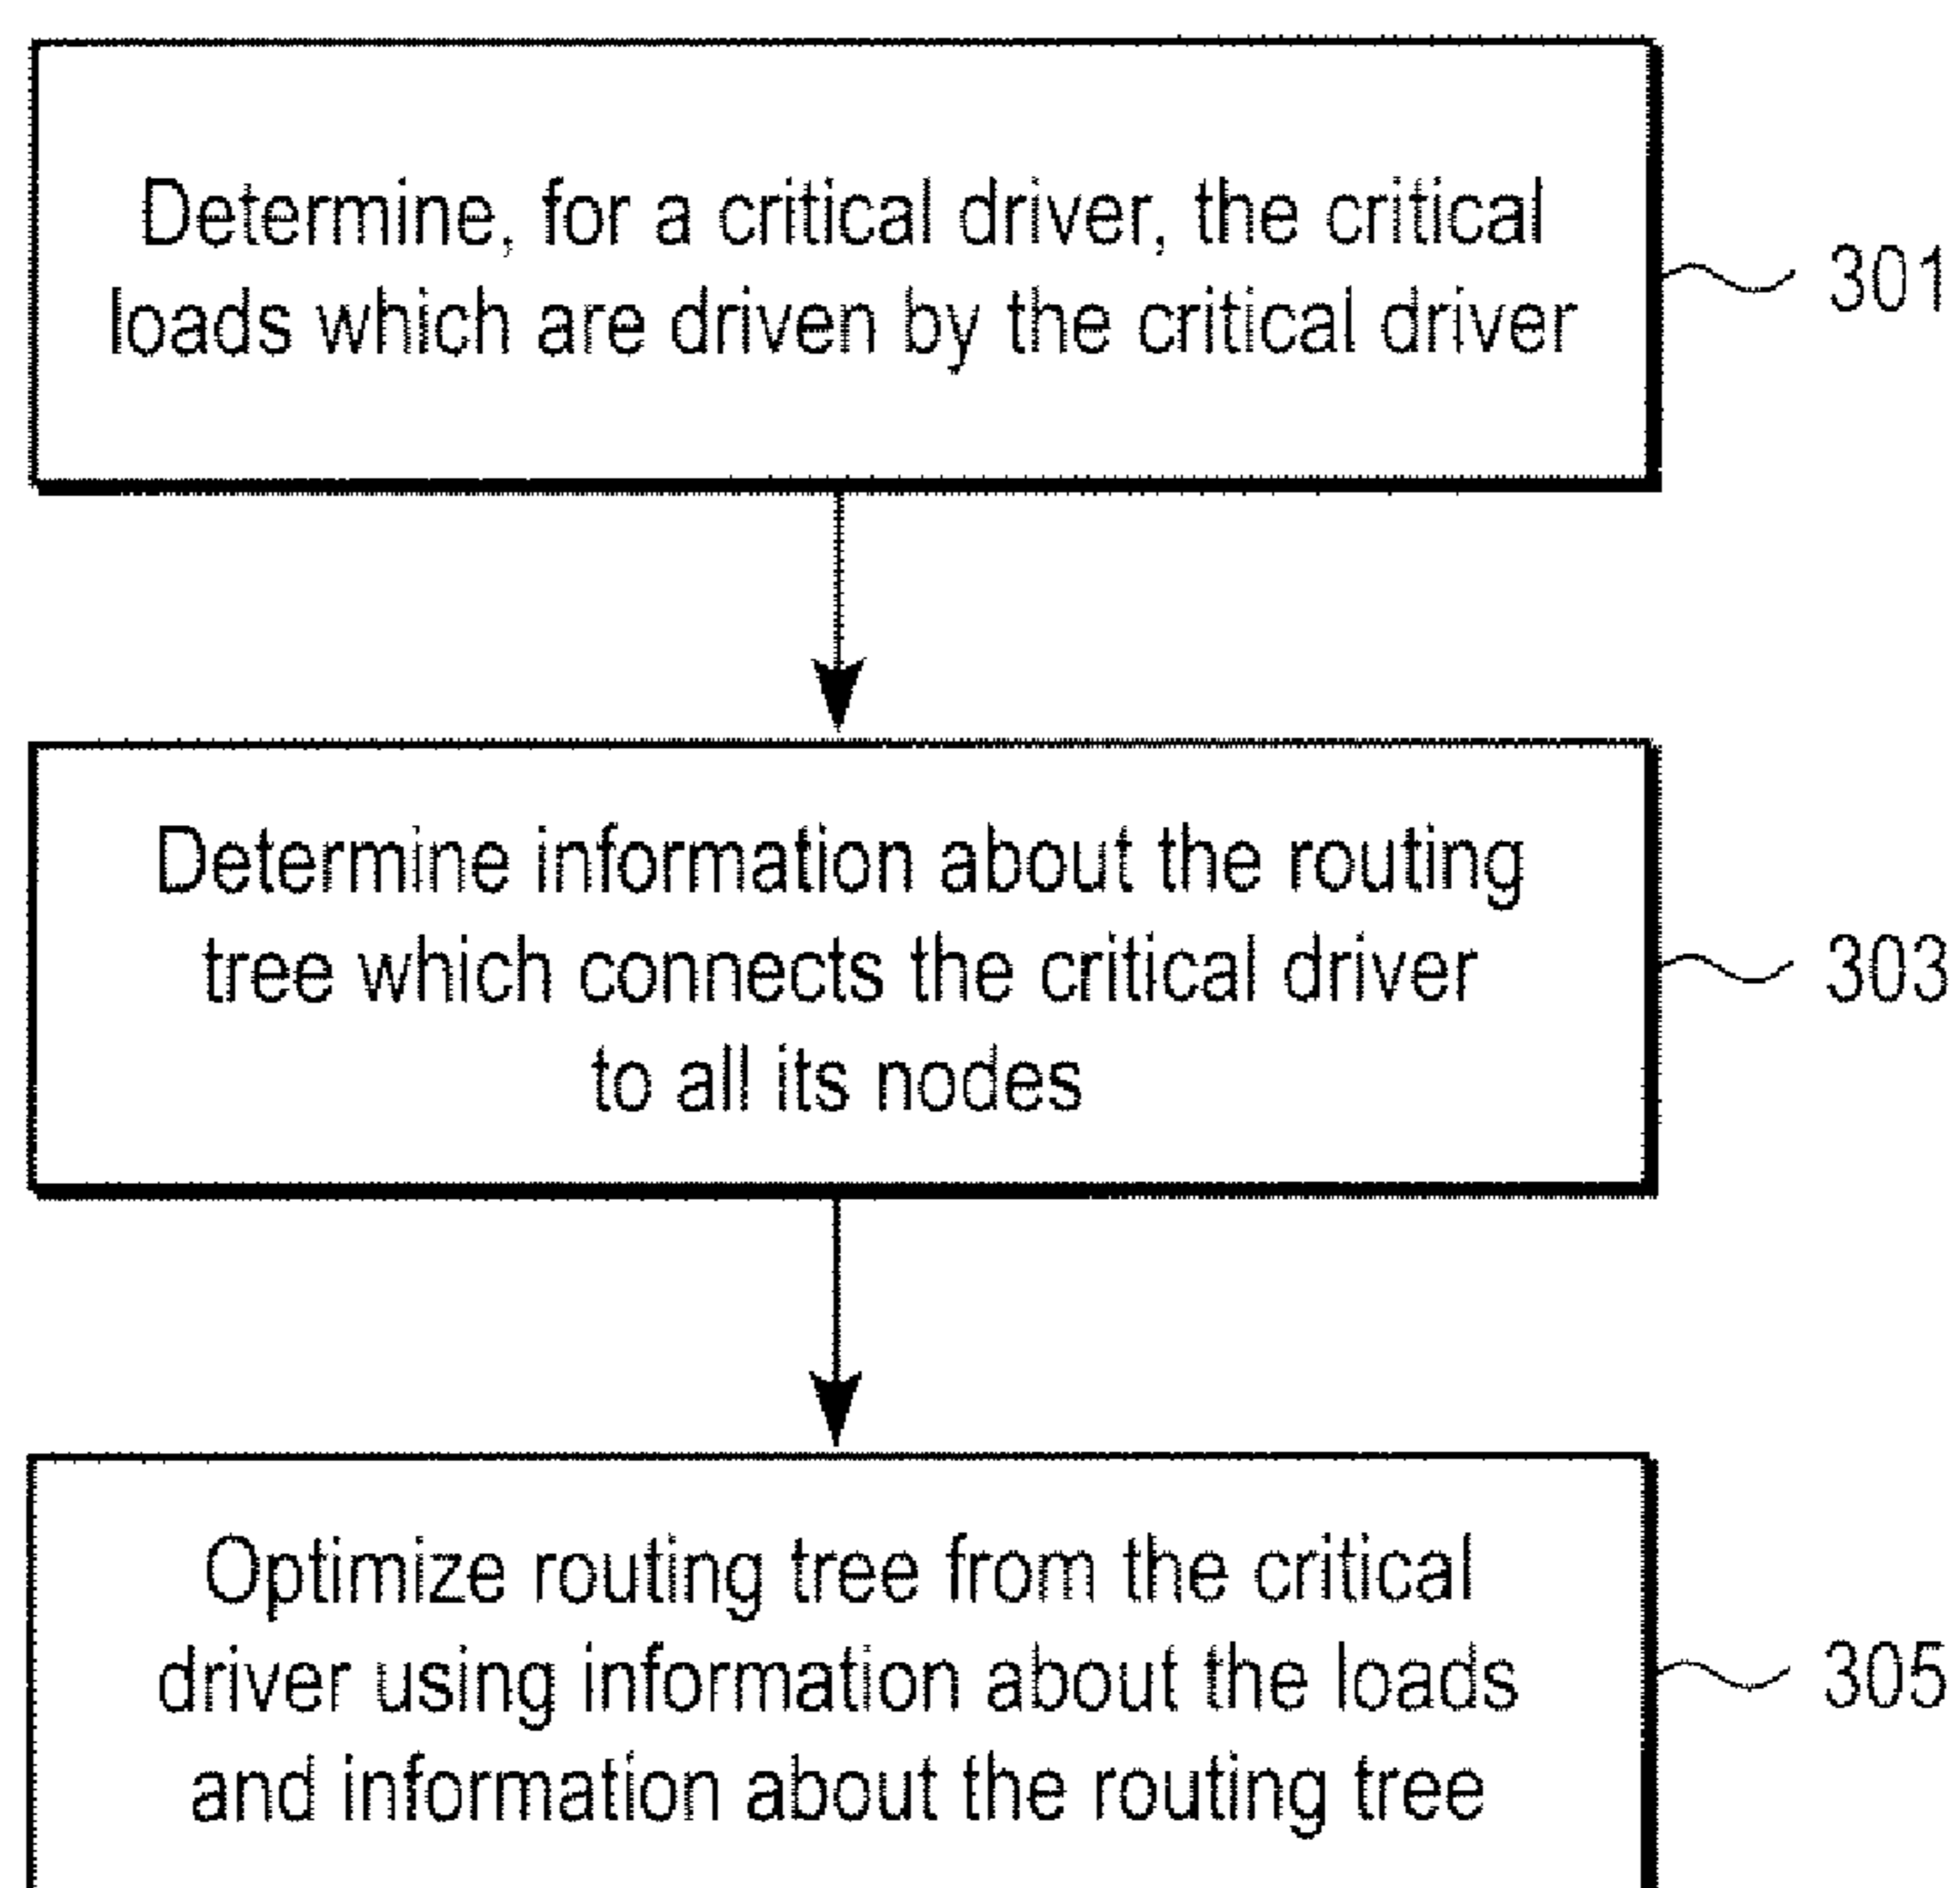 Determine, for a critical driver, the critical
loads which are driven by the critical driver
301
Determine information about the routing
tree which connects the critical driver
to all its nodes
303
Optimize routing tree from the critical
driver using information about the loads
and information about the routing tree
305